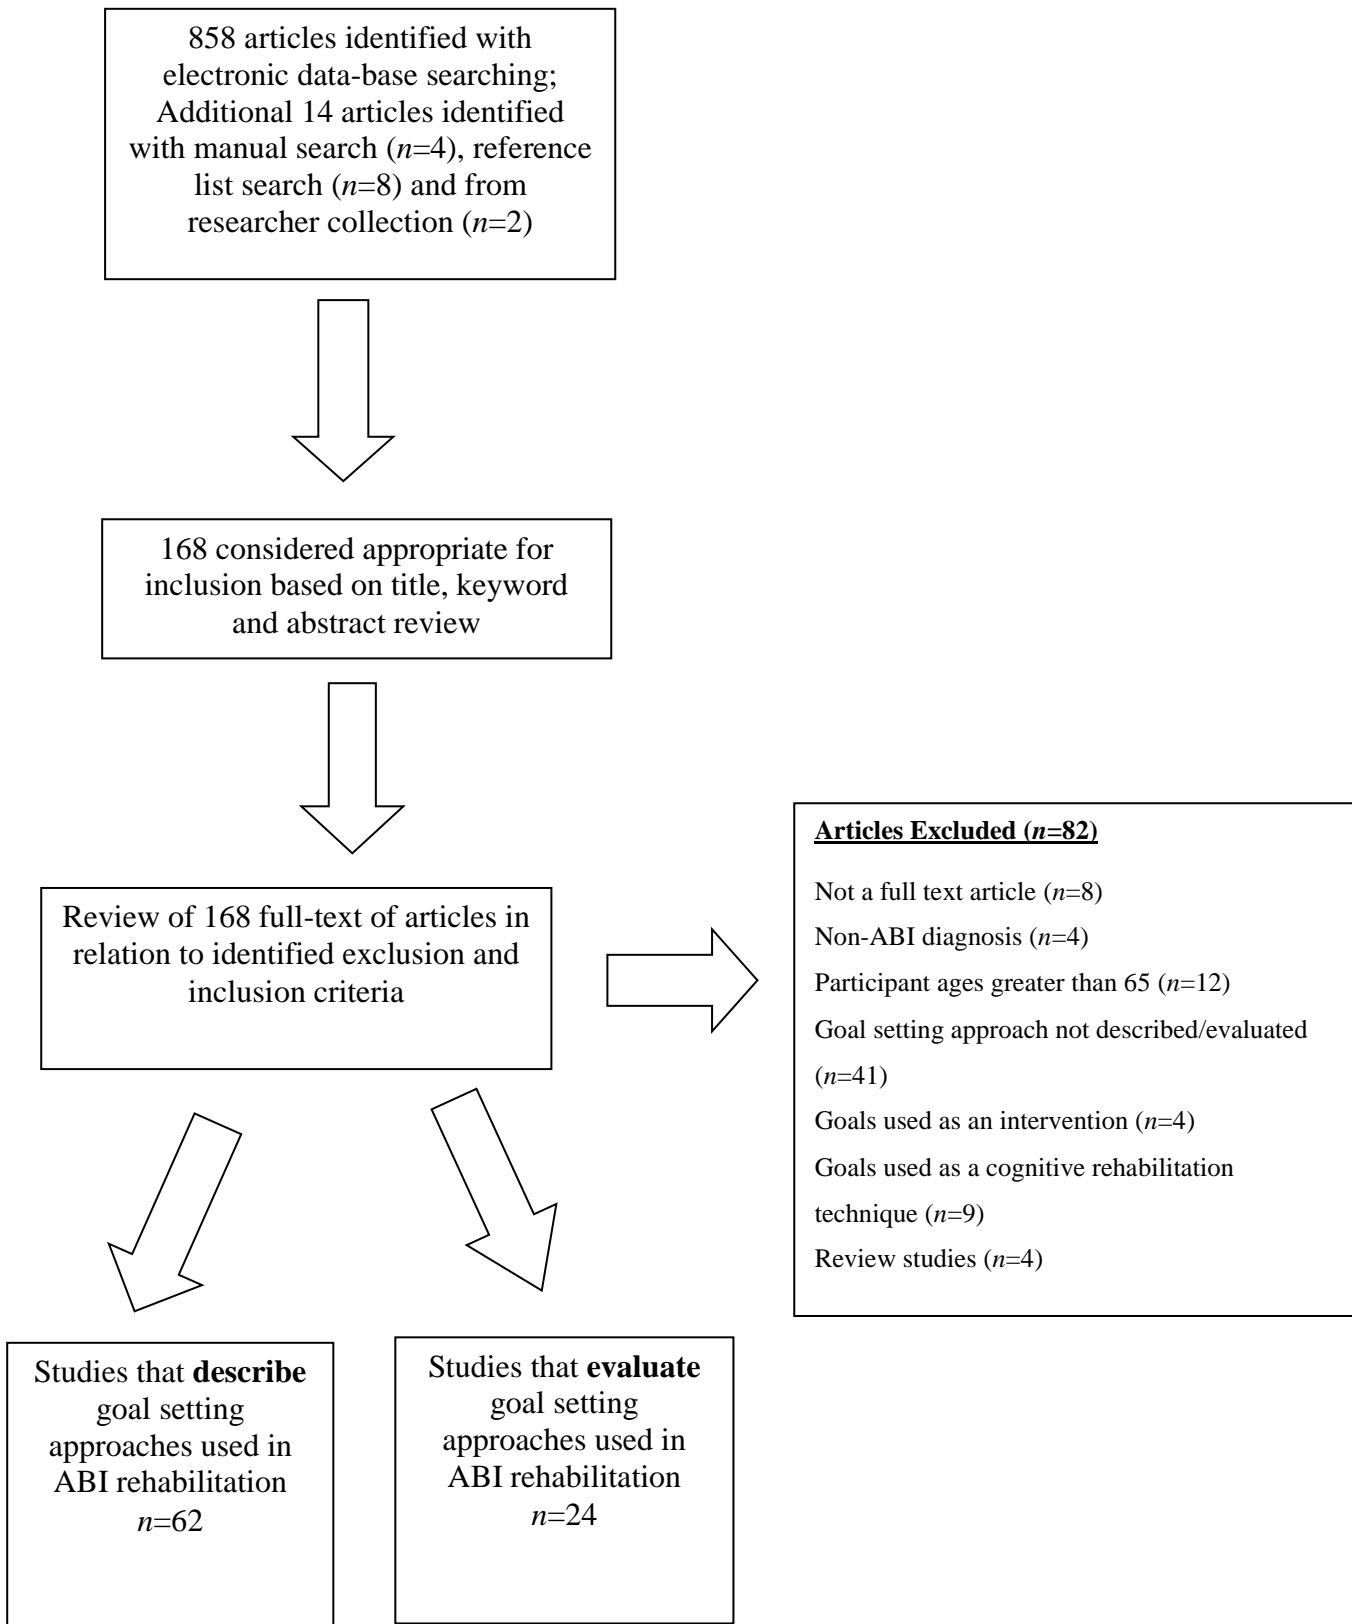 858 articles identified with
electronic data-base searching;
Additional 14 articles identified
with manual search (n=4), reference
list search (n=8) and from
researcher collection (n=2)
168 considered appropriate for
inclusion based on title, keyword
and abstract review
Review of 168 full-text of articles in
relation to identified exclusion and
inclusion criteria
Articles Excluded (n=82)
Not a full text article (n=8)
Non-ABI diagnosis (n=4)
Participant ages greater than 65 (n=12)
Goal setting approach not described/evaluated
(n=41)
Goals used as an intervention (n=4)
Goals used as a cognitive rehabilitation
technique (n=9)
Review studies (n=4)
Studies that describe
goal setting
approaches used in
ABI rehabilitation
n=62
Studies that evaluate
goal setting
approaches used in
ABI rehabilitation
n=24